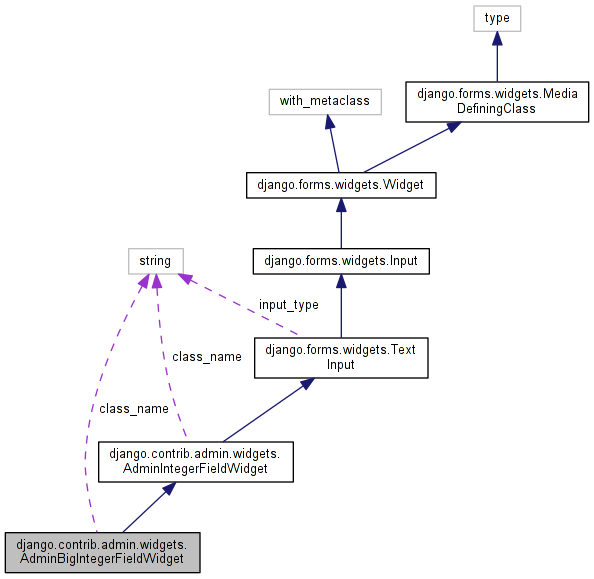 type
django.forms.widgets.Media
DefiningClass
with_metaclass
django.forms.widgets.Widget
string
django.forms.widgets.Input
input_type
django.forms.widgets.Text
Input
class_name
class_name
django.contrib.admin.widgets.
AdminIntegerFieldWidget
django.contrib.admin.widgets.
AdminBigIntegerFieldWidget